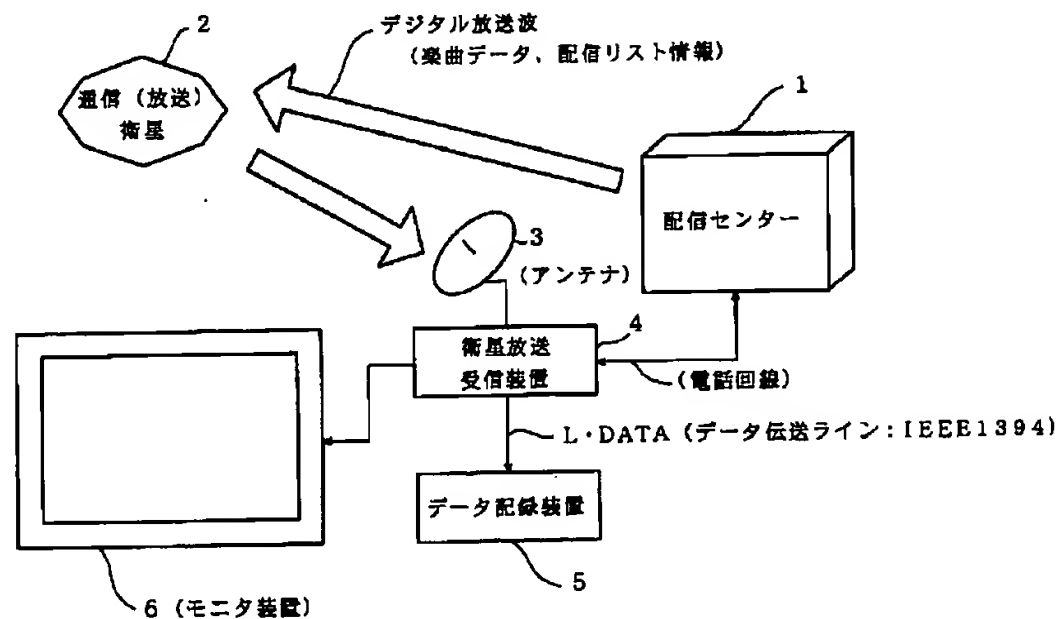 2
デジタル放送波
(楽曲データ、配信リスト情報)
通信(放送)
衛星
1
配信センター
3
(アンテナ)
4
衛星放送
受信装置
(電話回線)
L・DATA(データ伝送ライン:IEEE1394)
データ記録装置
5
6(モニタ装置)